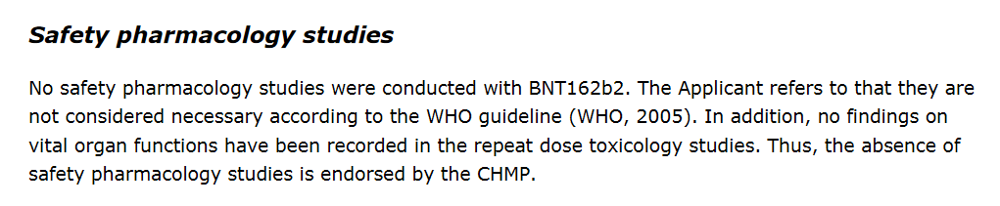 Safety pharmacology studies
No safety pharmacology studies were conducted with BNT162b2. The Applicant refers to that they are
not considered necessary according to the WHO guideline (WHO, 2005). In addition, no findings on
vital organ functions have been recorded in the repeat dose toxicology studies. Thus, the absence of
safety pharmacology studies is endorsed by the CHMP.